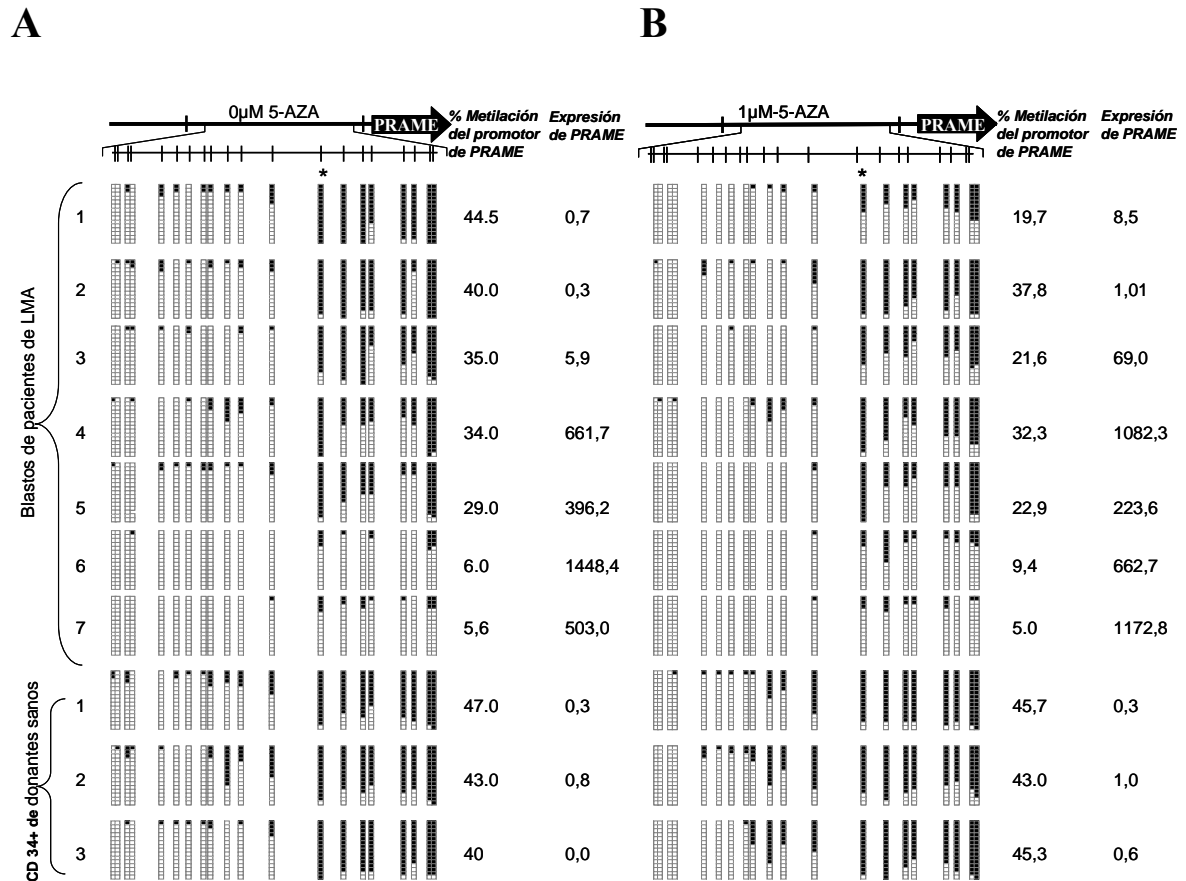 A
B
0µM 5-AZA
PRAME
% Metilación del promotor de PRAME
Expresión de PRAME
1µM-5-AZA
PRAME
% Metilación del promotor de PRAME
Expresión de PRAME
*
*
Blastos de pacientes de LMA
1 44.5 0,7 19,7 8,5
2 40.0 0,3 37,8 1,01
3 35.0 5,9 21,6 69,0
4 34.0 661,7 32,3 1082,3
5 29.0 396,2 22,9 223,6
6 6.0 1448,4 9,4 662,7
7 5,6 503,0 5.0 1172,8
CD 34+ de donantes sanos
1 47.0 0,3 45,7 0,3
2 43.0 0,8 43.0 1,0
3 40 0,0 45,3 0,6